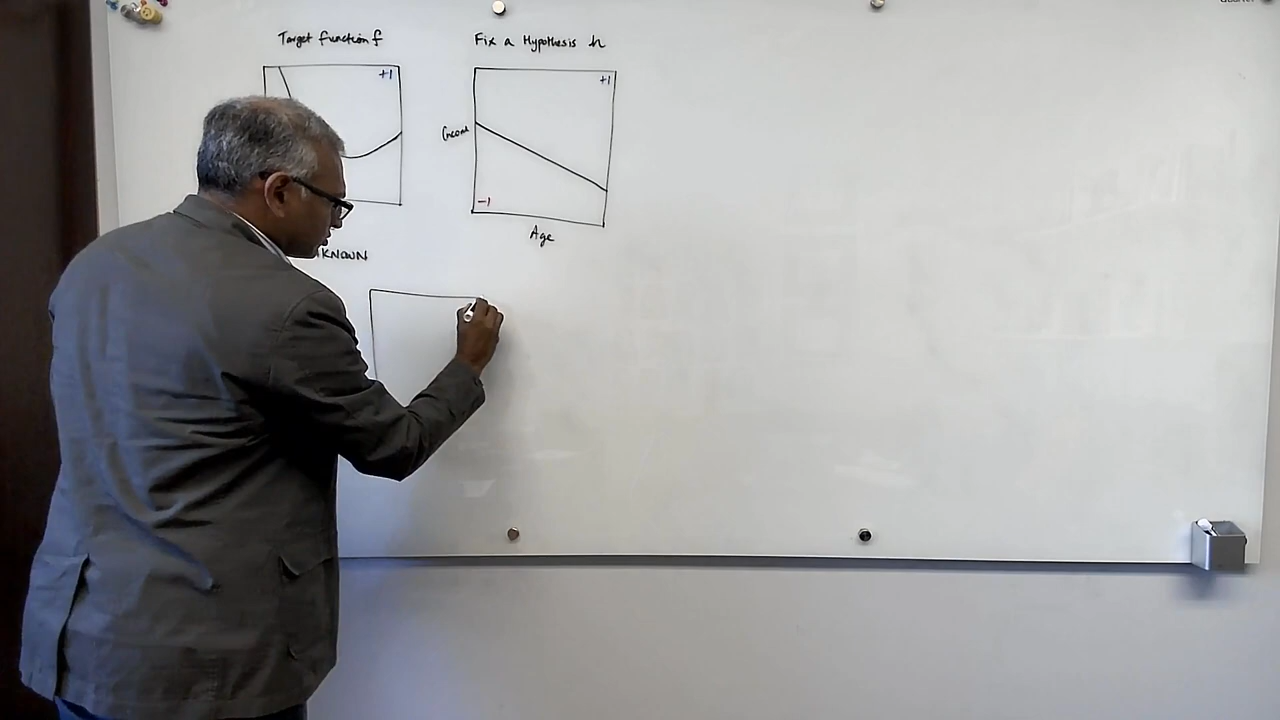 Target function f
Fix a Hypothesis h
+1
+1
Income
-1
Age
KNOWN